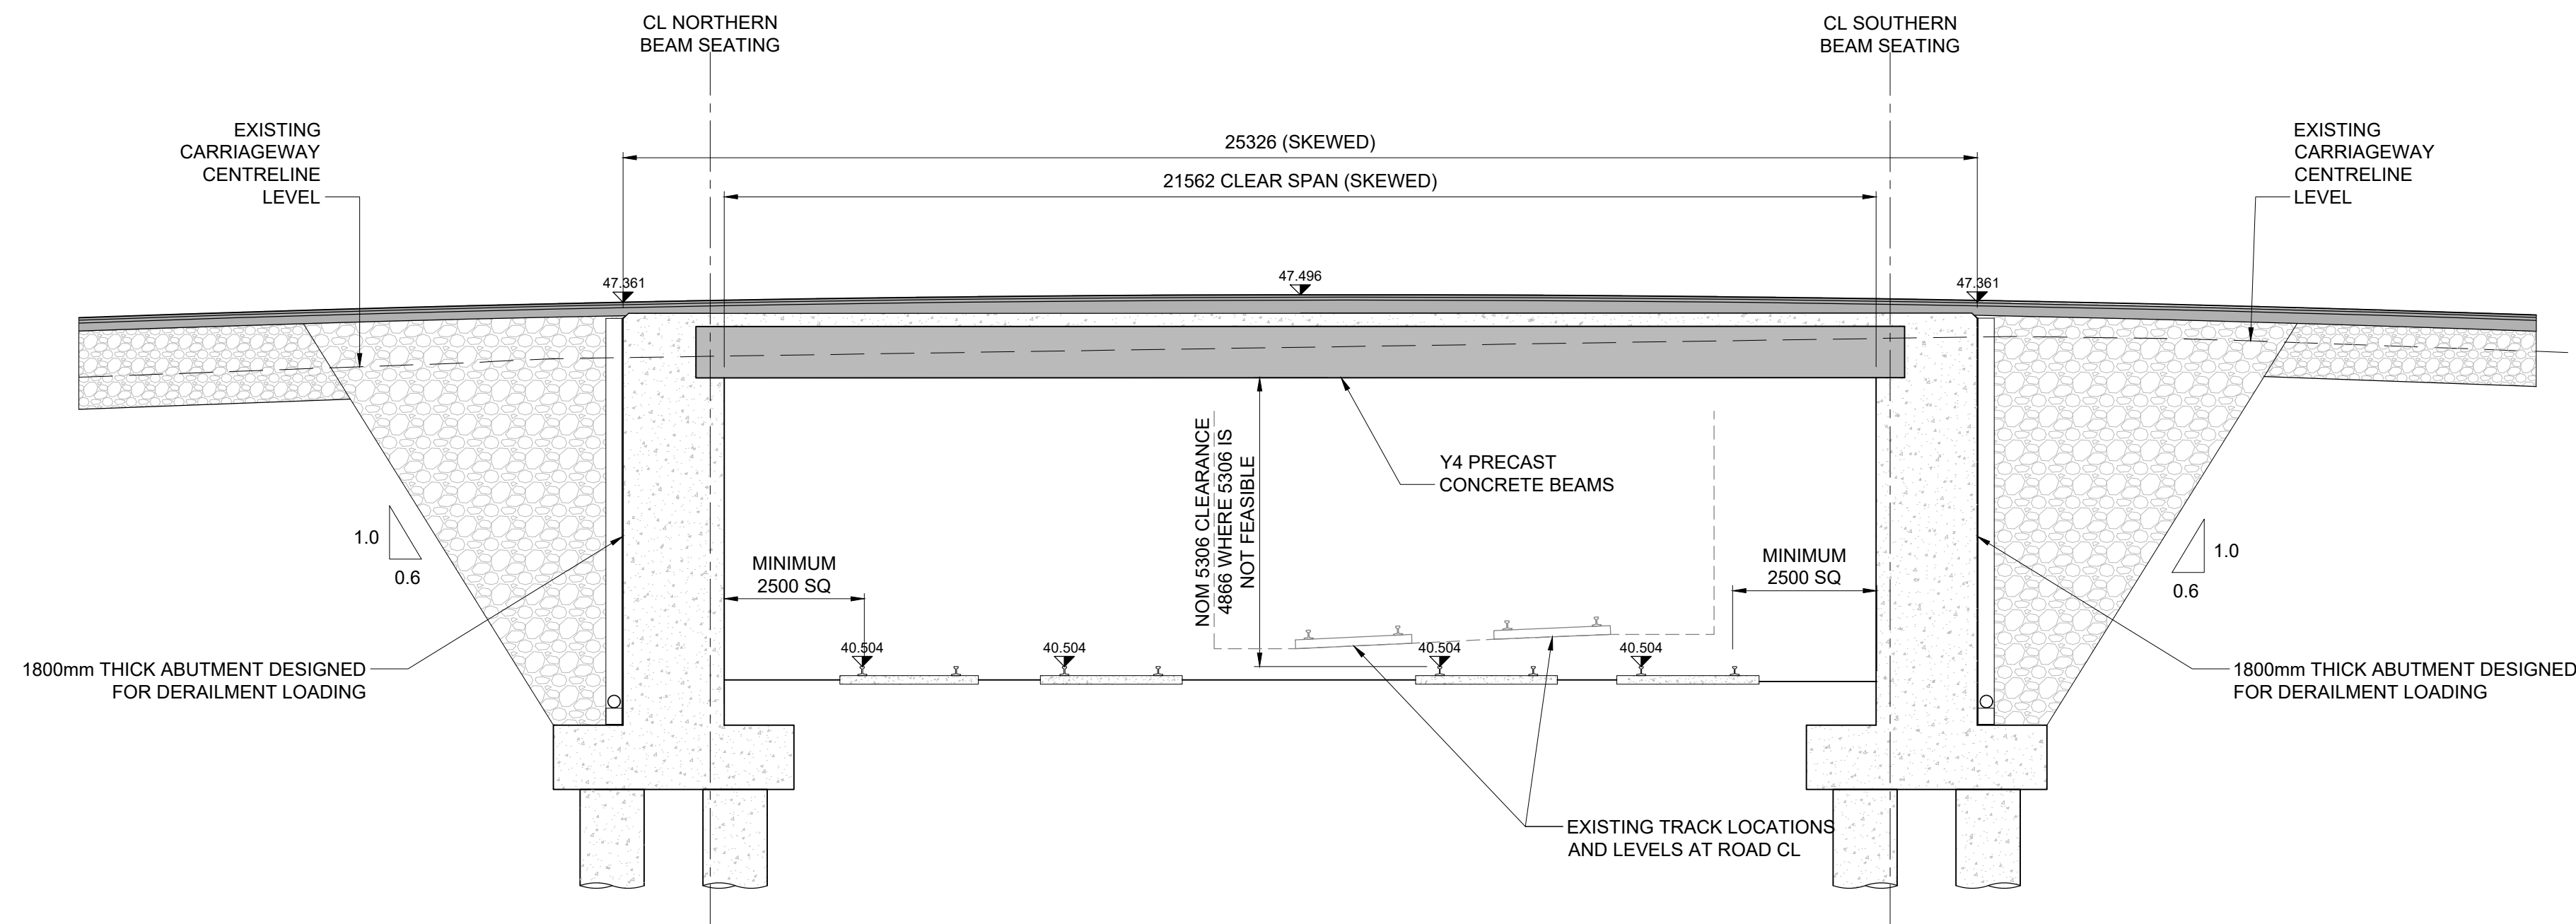 CL NORTHERN
BEAM SEATING
CL SOUTHERN
BEAM SEATING
EXISTING
CARRIAGEWAY
CENTRELINE
LEVEL
25326 (SKEWED)
21562 CLEAR SPAN (SKEWED)
EXISTING
CARRIAGEWAY
CENTRELINE
LEVEL
47.361
47.496
47.361
NOM 5306 CLEARANCE
4866 WHERE 5306 IS
NOT FEASIBLE
Y4 PRECAST
CONCRETE BEAMS
1.0
0.6
MINIMUM
2500 SQ
MINIMUM
2500 SQ
1.0
0.6
40.504
40.504
40.504
40.504
1800mm THICK ABUTMENT DESIGNED
FOR DERAILMENT LOADING
1800mm THICK ABUTMENT DESIGNED
FOR DERAILMENT LOADING
EXISTING TRACK LOCATIONS
AND LEVELS AT ROAD CL